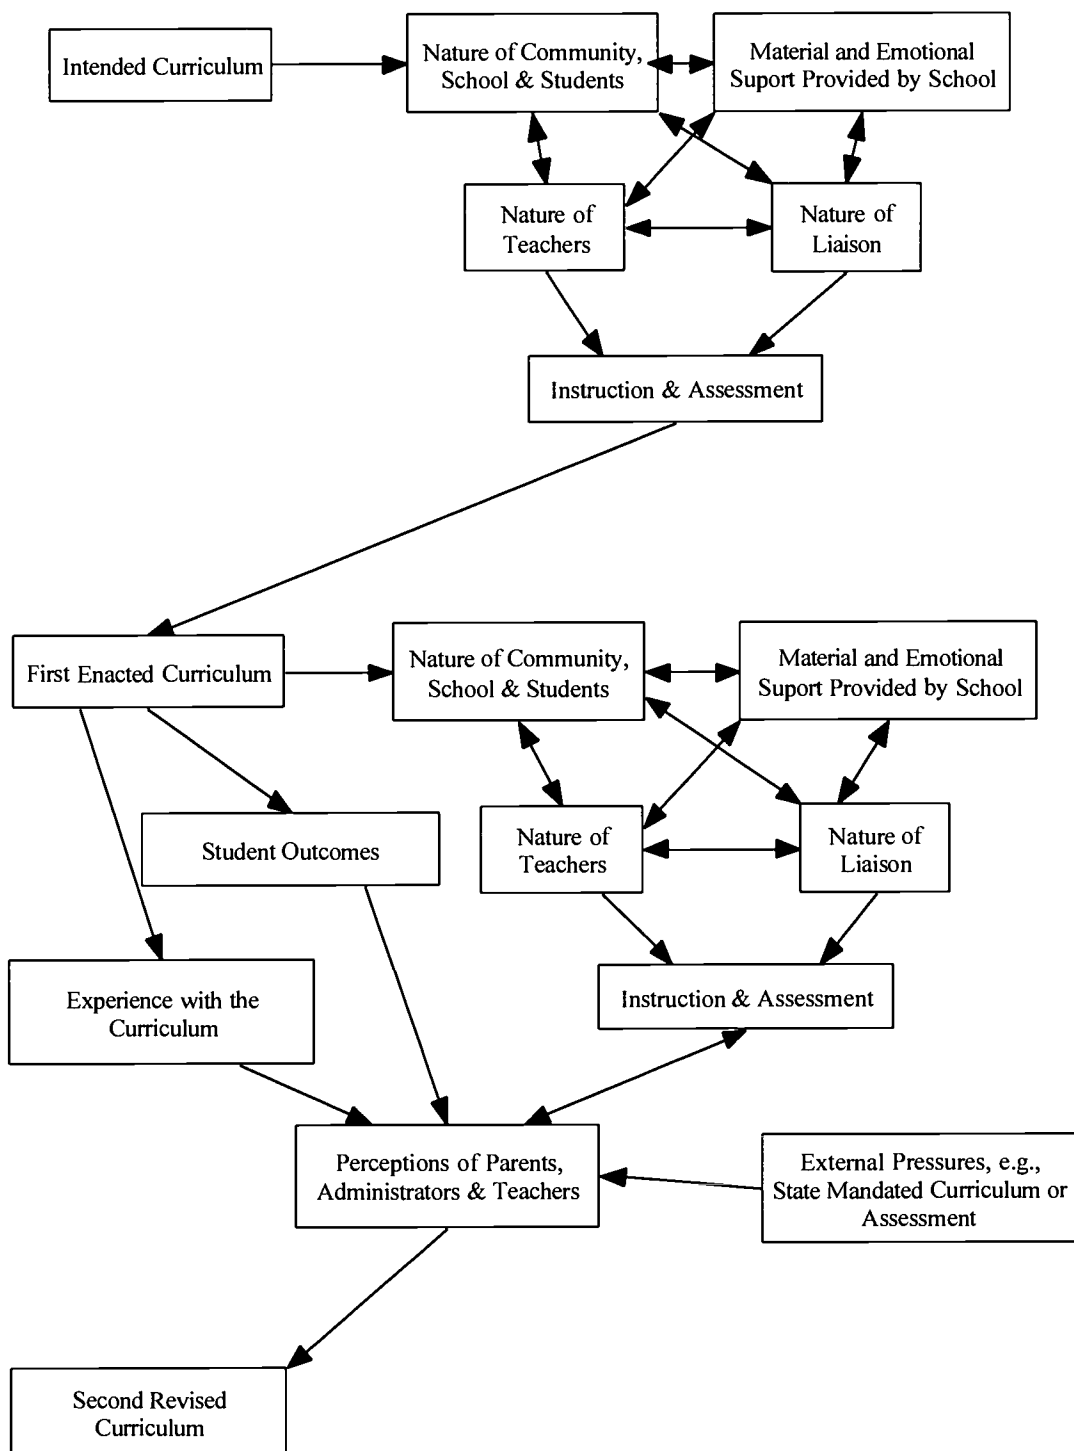 Intended Curriculum
Nature of Community,
School & Students
Material and Emotional
Suport Provided by School
Nature of
Teachers
Nature of
Liaison
Instruction & Assessment
First Enacted Curriculum
Nature of Community,
School & Students
Material and Emotional
Suport Provided by School
Student Outcomes
Nature of
Teachers
Nature of
Liaison
Experience with the
Curriculum
Instruction & Assessment
Perceptions of Parents,
Administrators & Teachers
External Pressures, e.g.,
State Mandated Curriculum or
Assessment
Second Revised
Curriculum